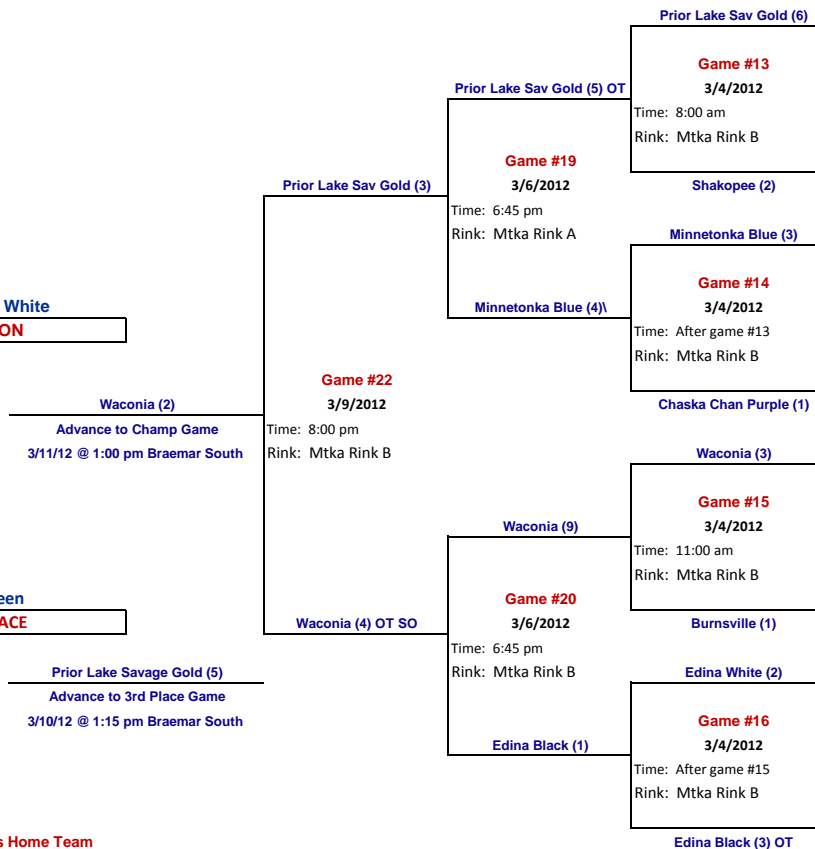 Prior Lake Sav Gold (6)
Game #13
3/4/2012
Time: 8:00 am
Rink: Mtka Rink B
Shakopee (2)
Prior Lake Sav Gold (5) OT
Game #19
3/6/2012
Time: 6:45 pm
Rink: Mtka Rink A
Minnetonka Blue (4)\
Minnetonka Blue (3)
Game #14
3/4/2012
Time: After game #13
Rink: Mtka Rink B
Chaska Chan Purple (1)
Prior Lake Sav Gold (3)
Game #22
3/9/2012
Time: 8:00 pm
Rink: Mtka Rink B
Waconia (4) OT SO
White
ON
Waconia (2)
Advance to Champ Game
3/11/12 @ 1:00 pm Braemar South
Waconia (3)
Game #15
3/4/2012
Time: 11:00 am
Rink: Mtka Rink B
Burnsville (1)
Waconia (9)
Game #20
3/6/2012
Time: 6:45 pm
Rink: Mtka Rink B
Edina Black (1)
een
ACE
Prior Lake Savage Gold (5)
Advance to 3rd Place Game
3/10/12 @ 1:15 pm Braemar South
Edina White (2)
Game #16
3/4/2012
Time: After game #15
Rink: Mtka Rink B
Edina Black (3) OT
s Home Team